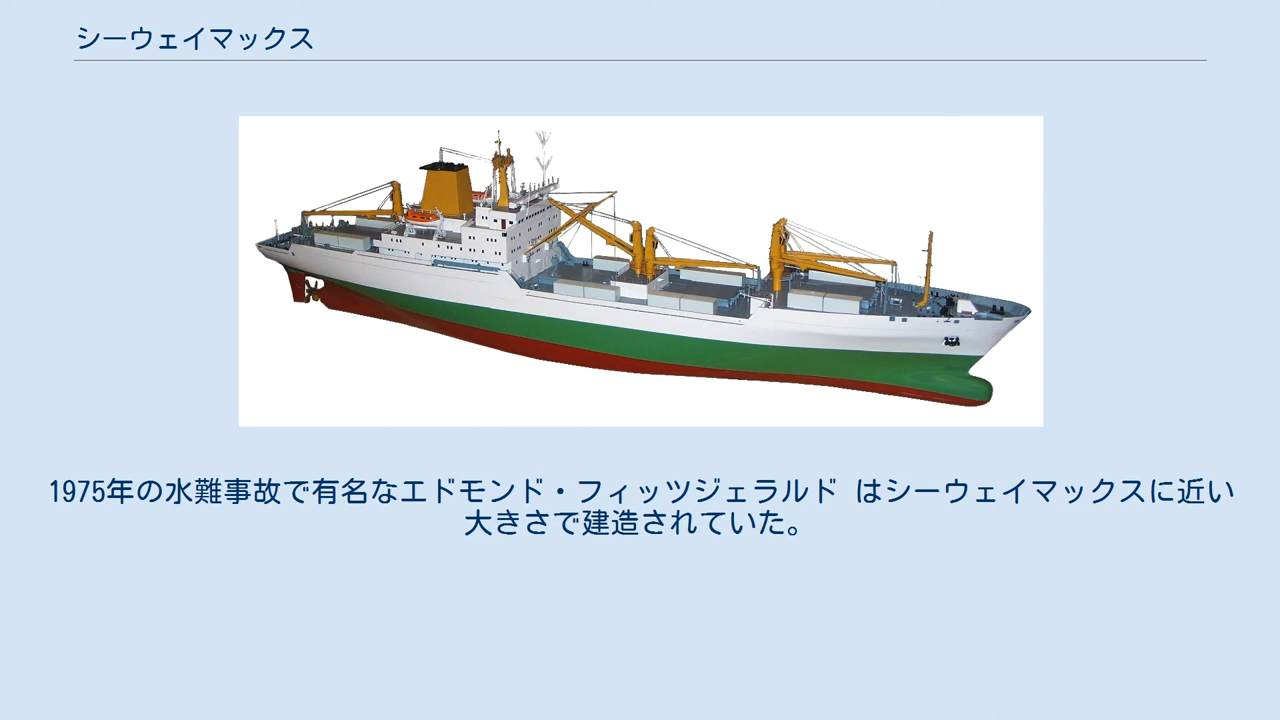 シーウェイマックス
1975年の水難事故で有名なエドモンド・フィッツジェラルド はシーウェイマックスに近い
大きさで建造されていた。